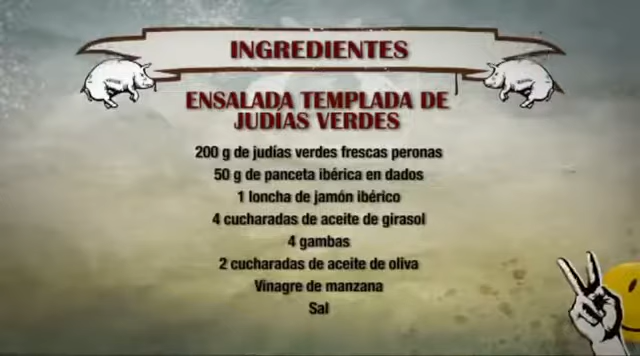 INGREDIENTES
ENSALADA TEMPLADA DE
JUDÍAS VERDES
200 g de judías verdes frescas peronas
50 g de panceta ibérica en dados
1 loncha de jamón ibérico
4 cucharadas de aceite de girasol
4 gambas
2 cucharadas de aceite de oliva
Vinagre de manzana
Sal